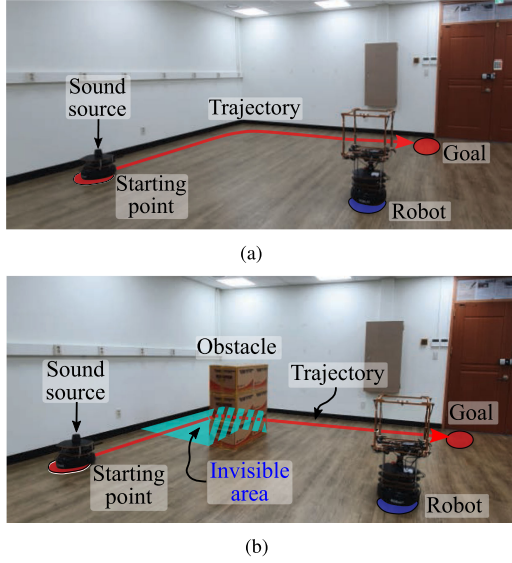 Sound
source
Trajectory
Starting
point
Goal
Robot
(a)
Obstacle
Sound
source
Trajectory
Goal
Starting
point
Invisible
area
Robot
(b)